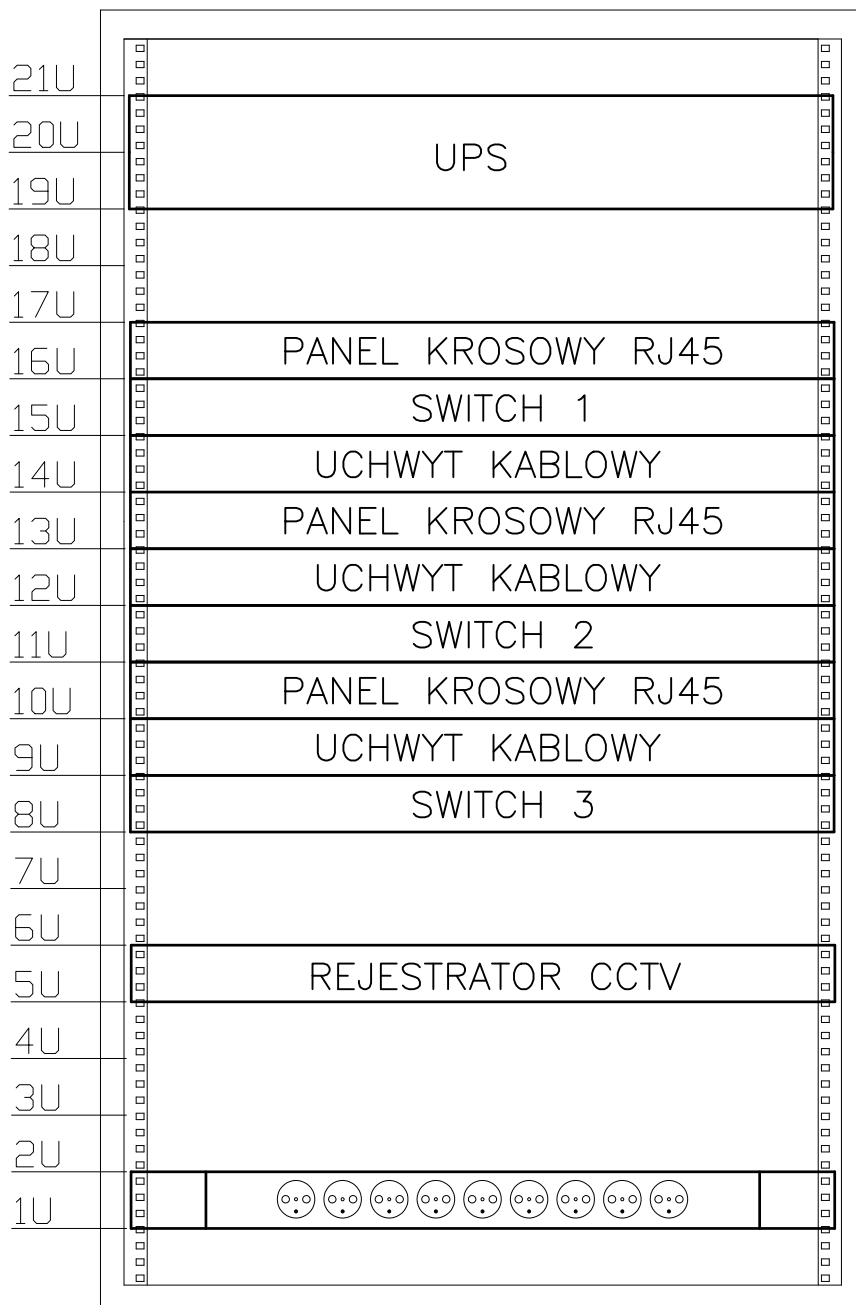 21U
20U
UPS
19U
18U
17U
16U PANEL KROSOWY RJ45
15U SWITCH 1
14U UCHWYT KABLOWY
13U PANEL KROSOWY RJ45
12U UCHWYT KABLOWY
11U SWITCH 2
10U PANEL KROSOWY RJ45
9U UCHWYT KABLOWY
8U SWITCH 3
7U
6U
5U REJESTRATOR CCTV
4U
3U
2U
1U